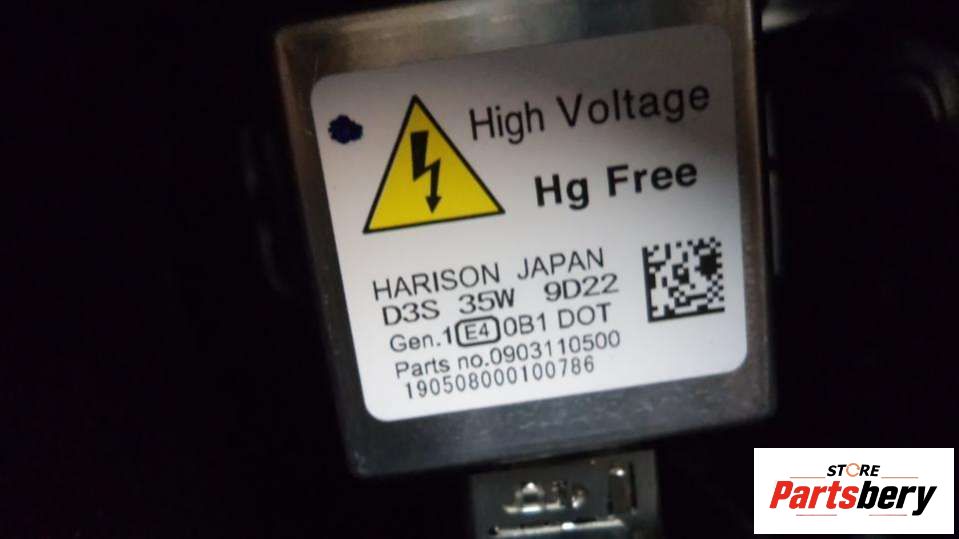 High Voltage
Hg Free
HARISON JAPAN
D3S 35W 9D22
Gen.1 E4 0B1 DOT
Parts no.0903110500
190508000100786
STORE
Partsbery